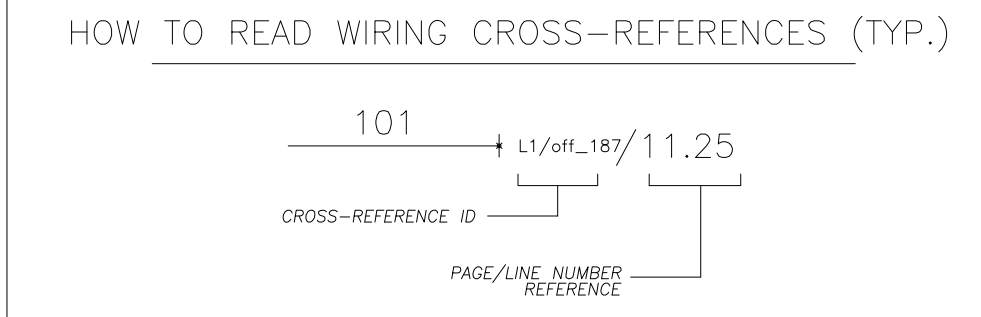 HOW TO READ WIRING CROSS-REFERENCES (TYP.)
101
L1/off_187/11.25
CROSS-REFERENCE ID
PAGE/LINE NUMBER
REFERENCE